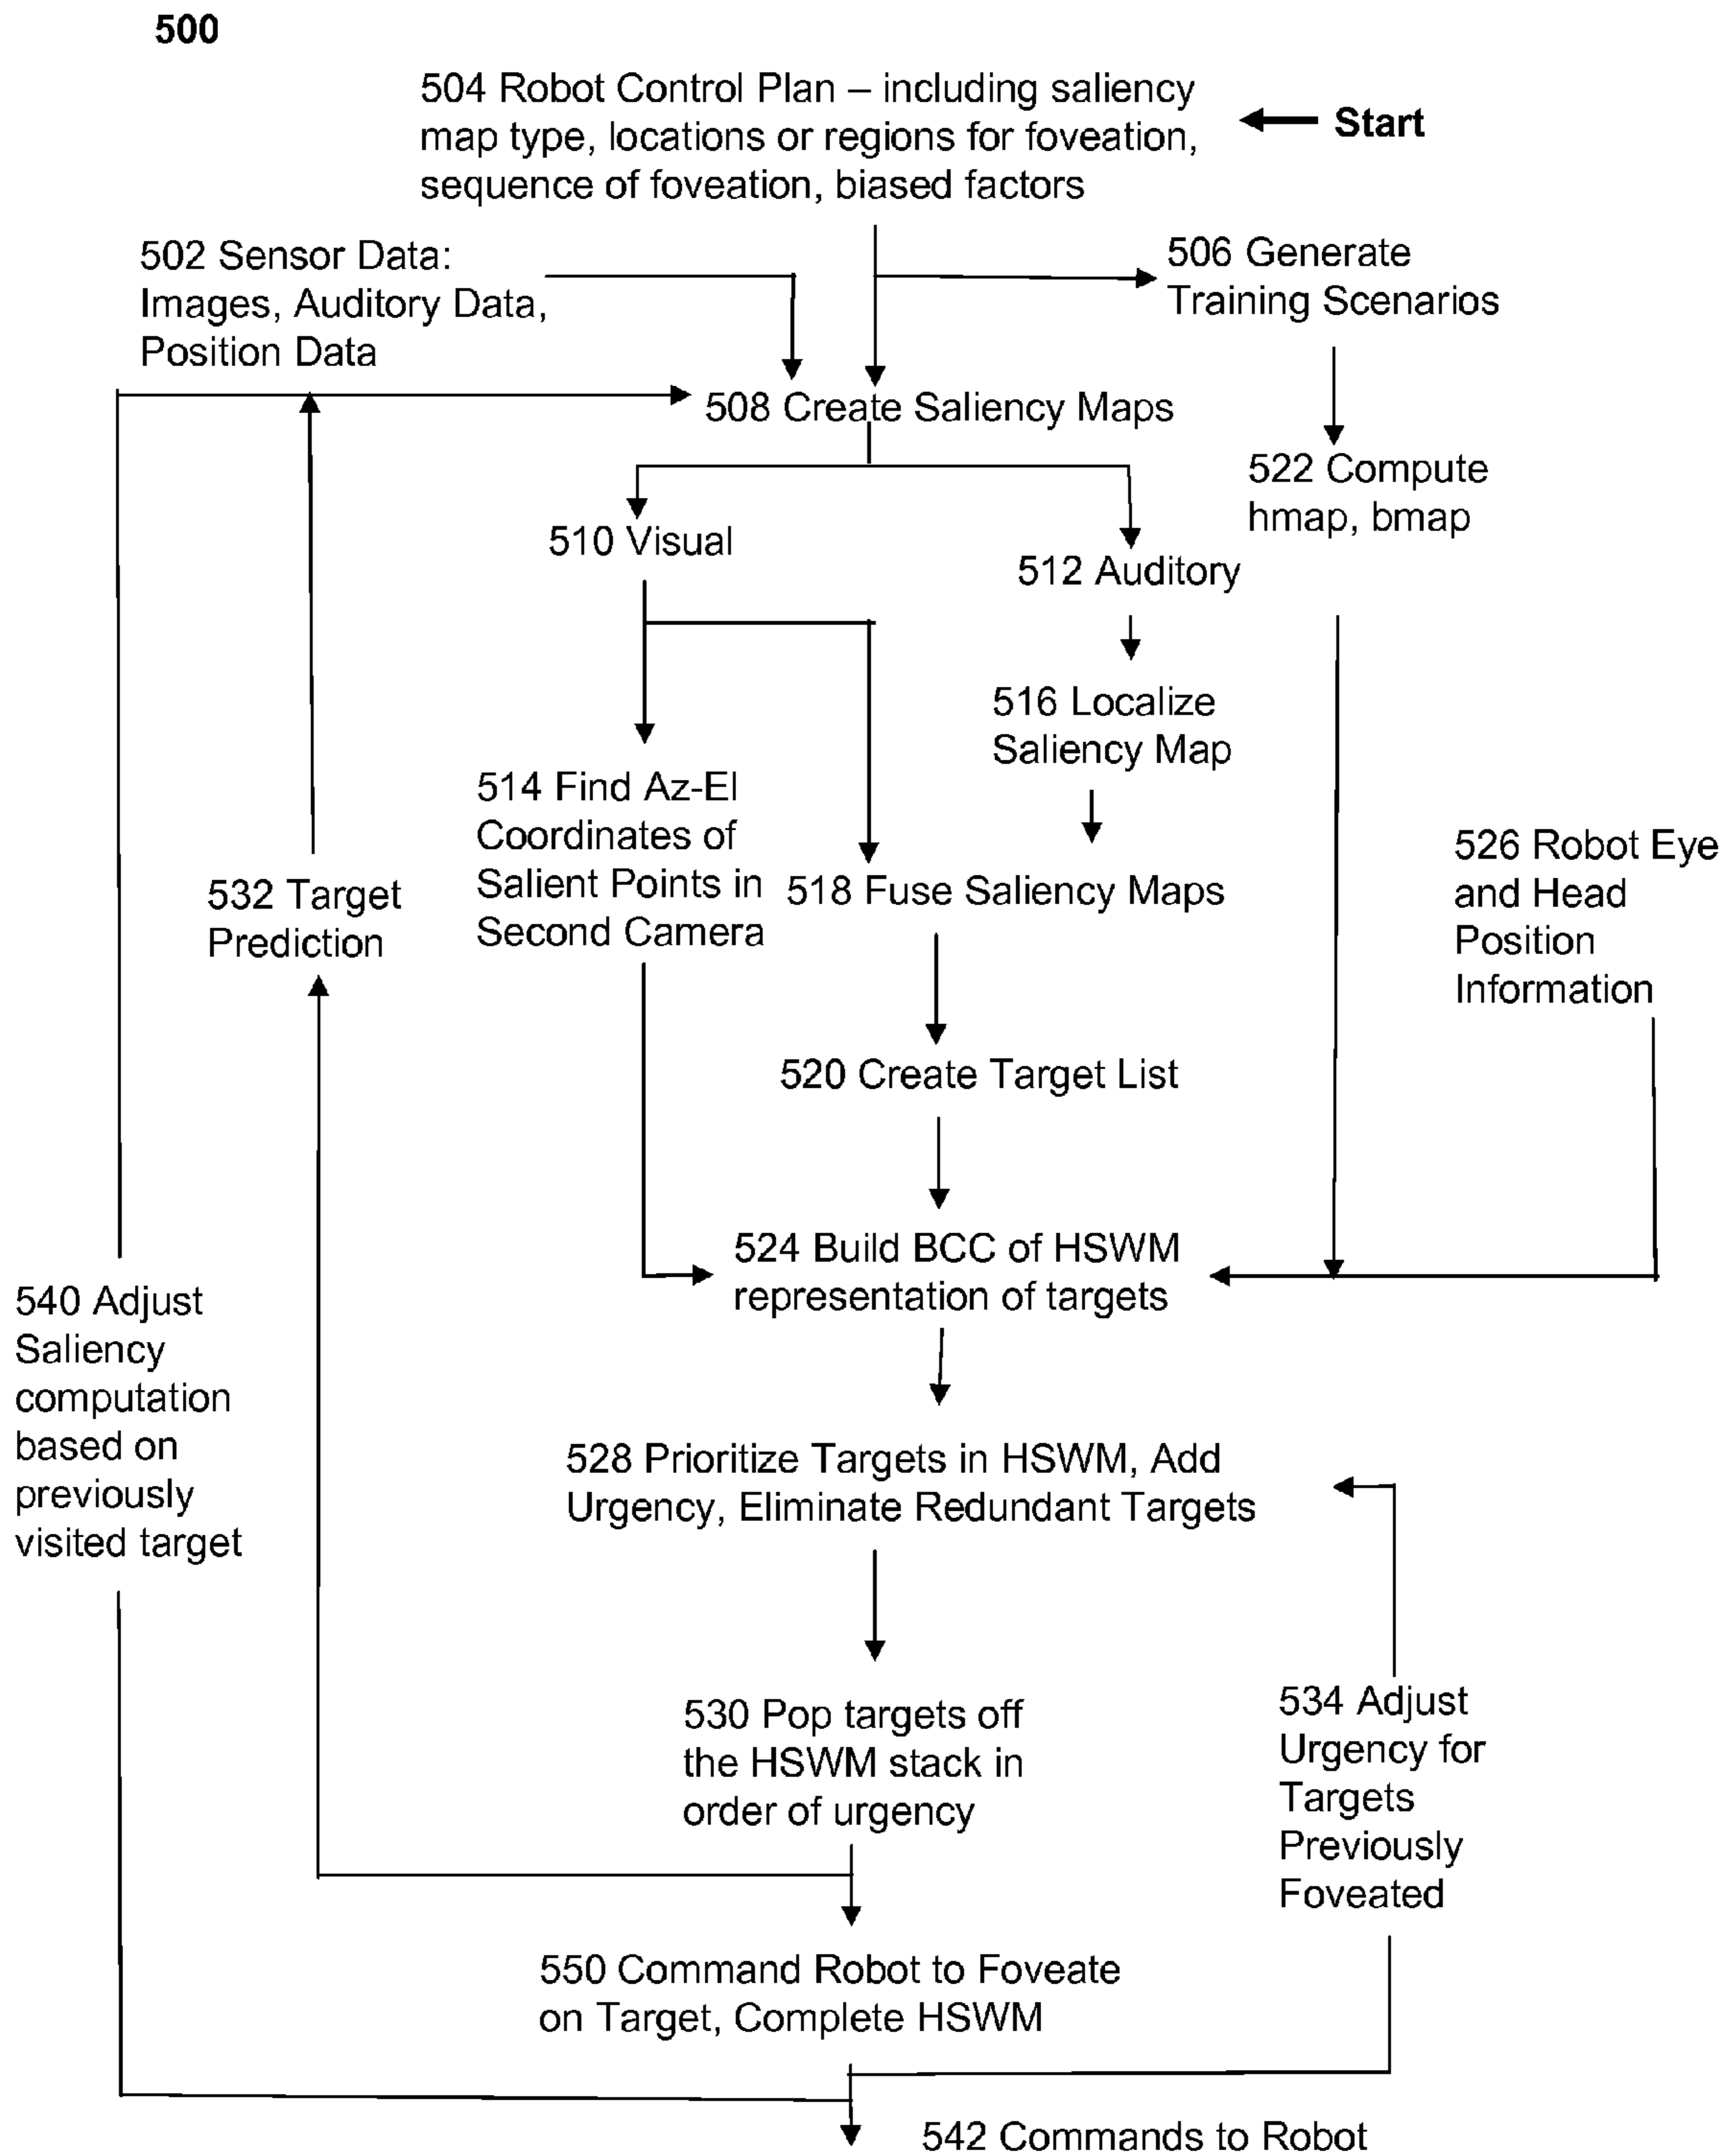 500
504 Robot Control Plan – including saliency
map type, locations or regions for foveation,
sequence of foveation, biased factors
Start
502 Sensor Data:
Images, Auditory Data,
Position Data
506 Generate
Training Scenarios
508 Create Saliency Maps
522 Compute
hmap, bmap
510 Visual
512 Auditory
516 Localize
Saliency Map
514 Find Az-El
Coordinates of
Salient Points in
Second Camera
518 Fuse Saliency Maps
526 Robot Eye
and Head
Position
Information
532 Target
Prediction
520 Create Target List
524 Build BCC of HSWM
representation of targets
540 Adjust
Saliency
computation
based on
previously
visited target
528 Prioritize Targets in HSWM, Add
Urgency, Eliminate Redundant Targets
530 Pop targets off
the HSWM stack in
order of urgency
534 Adjust
Urgency for
Targets
Previously
Foveated
550 Command Robot to Foveate
on Target, Complete HSWM
542 Commands to Robot